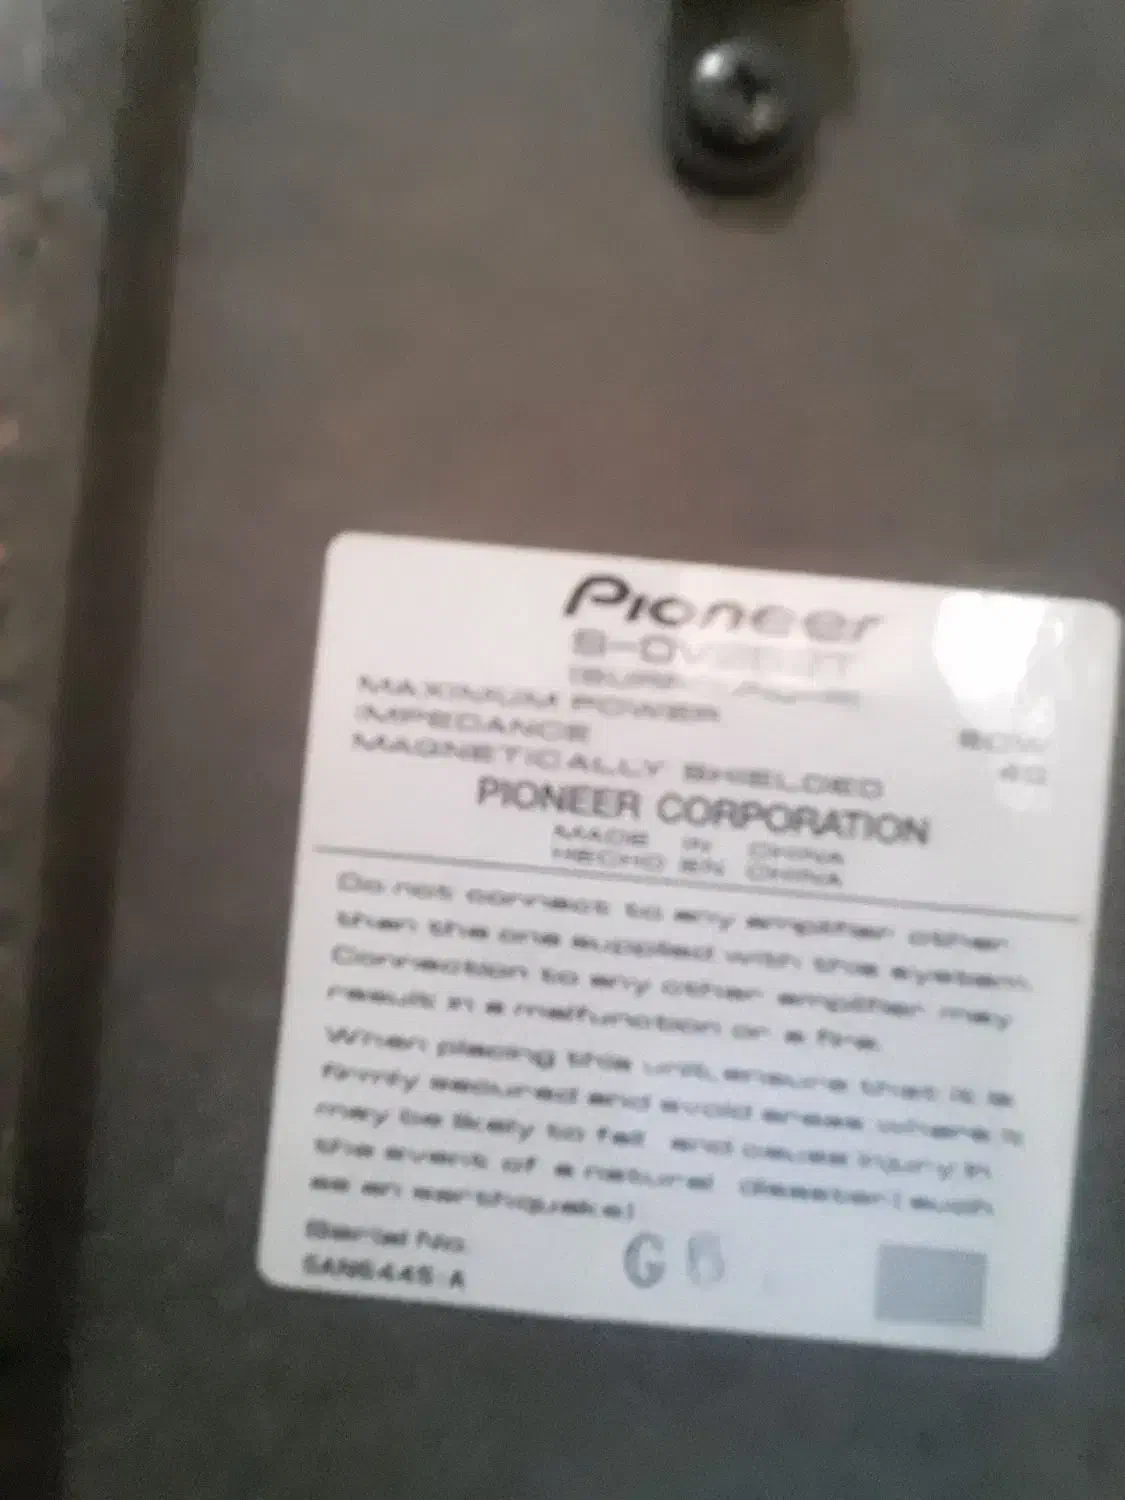 Pioneer
MAXIMUM POWER
IMPEDANCE
MAGNETICALLY SHIELDED
PIONEER CORPORATION
MADE IN CHINA
HECHO EN CHINA
Do not connect to any amplifier other
than the one supplied with this system.
Connection to any other amplifier may
result in a malfunction or a fire.
When placing this unit, ensure that it is
firmly secured and avoid areas where it
may be likely to fall and cause injury in
the event of a natural disaster(such
as an earthquake)
Serial No.
G